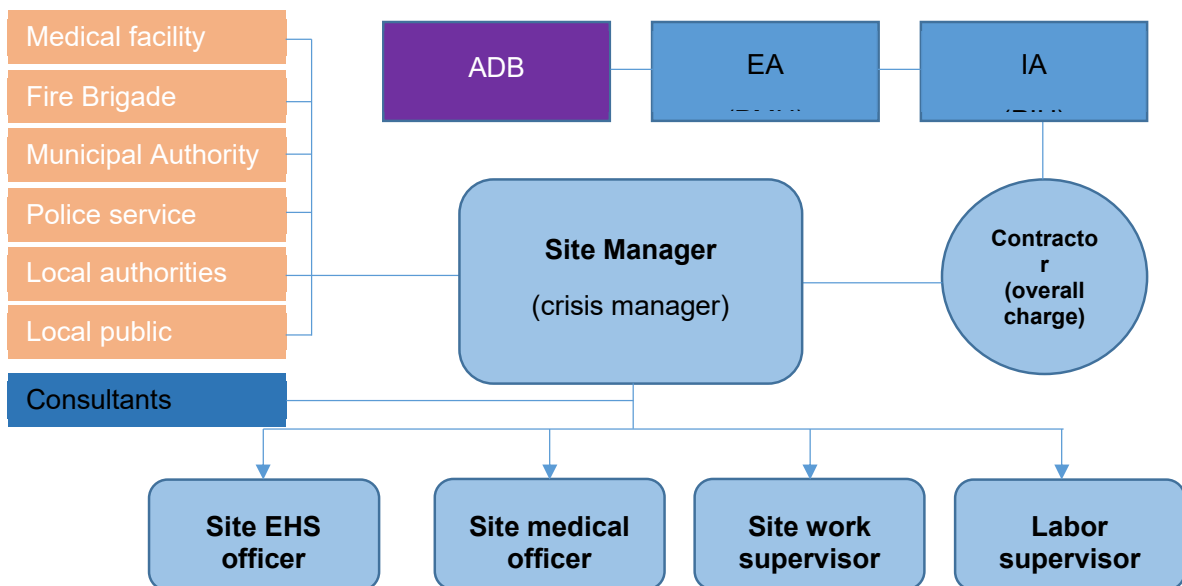 Medical facility
Fire Brigade
Municipal Authority
Police service
Local authorities
Local public
Consultants
ADB
EA
IA
Site Manager
(crisis manager)
Contracto
r
(overall
charge)
Site EHS
officer
Site medical
officer
Site work
supervisor
Labor
supervisor